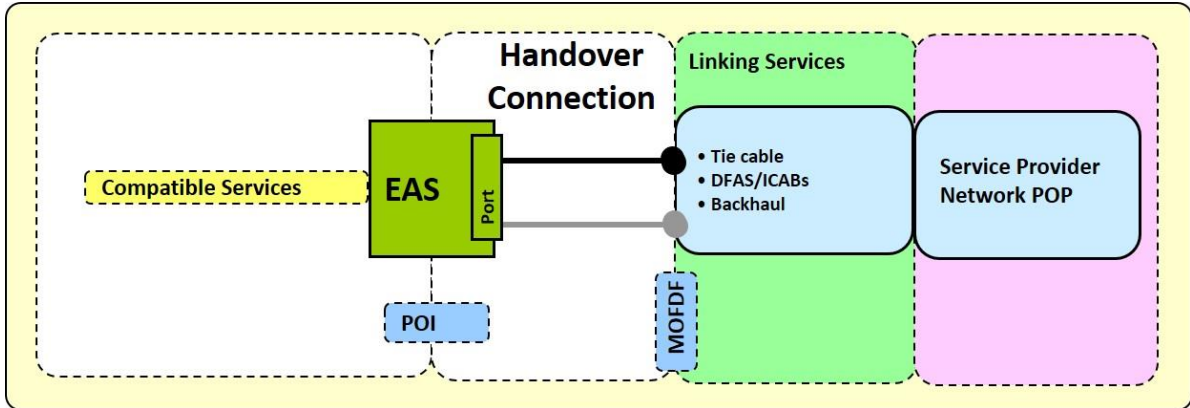 Handover
Connection
Linking Services
Compatible Services
EAS
Port
• Tie cable
• DFAS/ICABs
• Backhaul
Service Provider
Network POP
POI
MOFDF